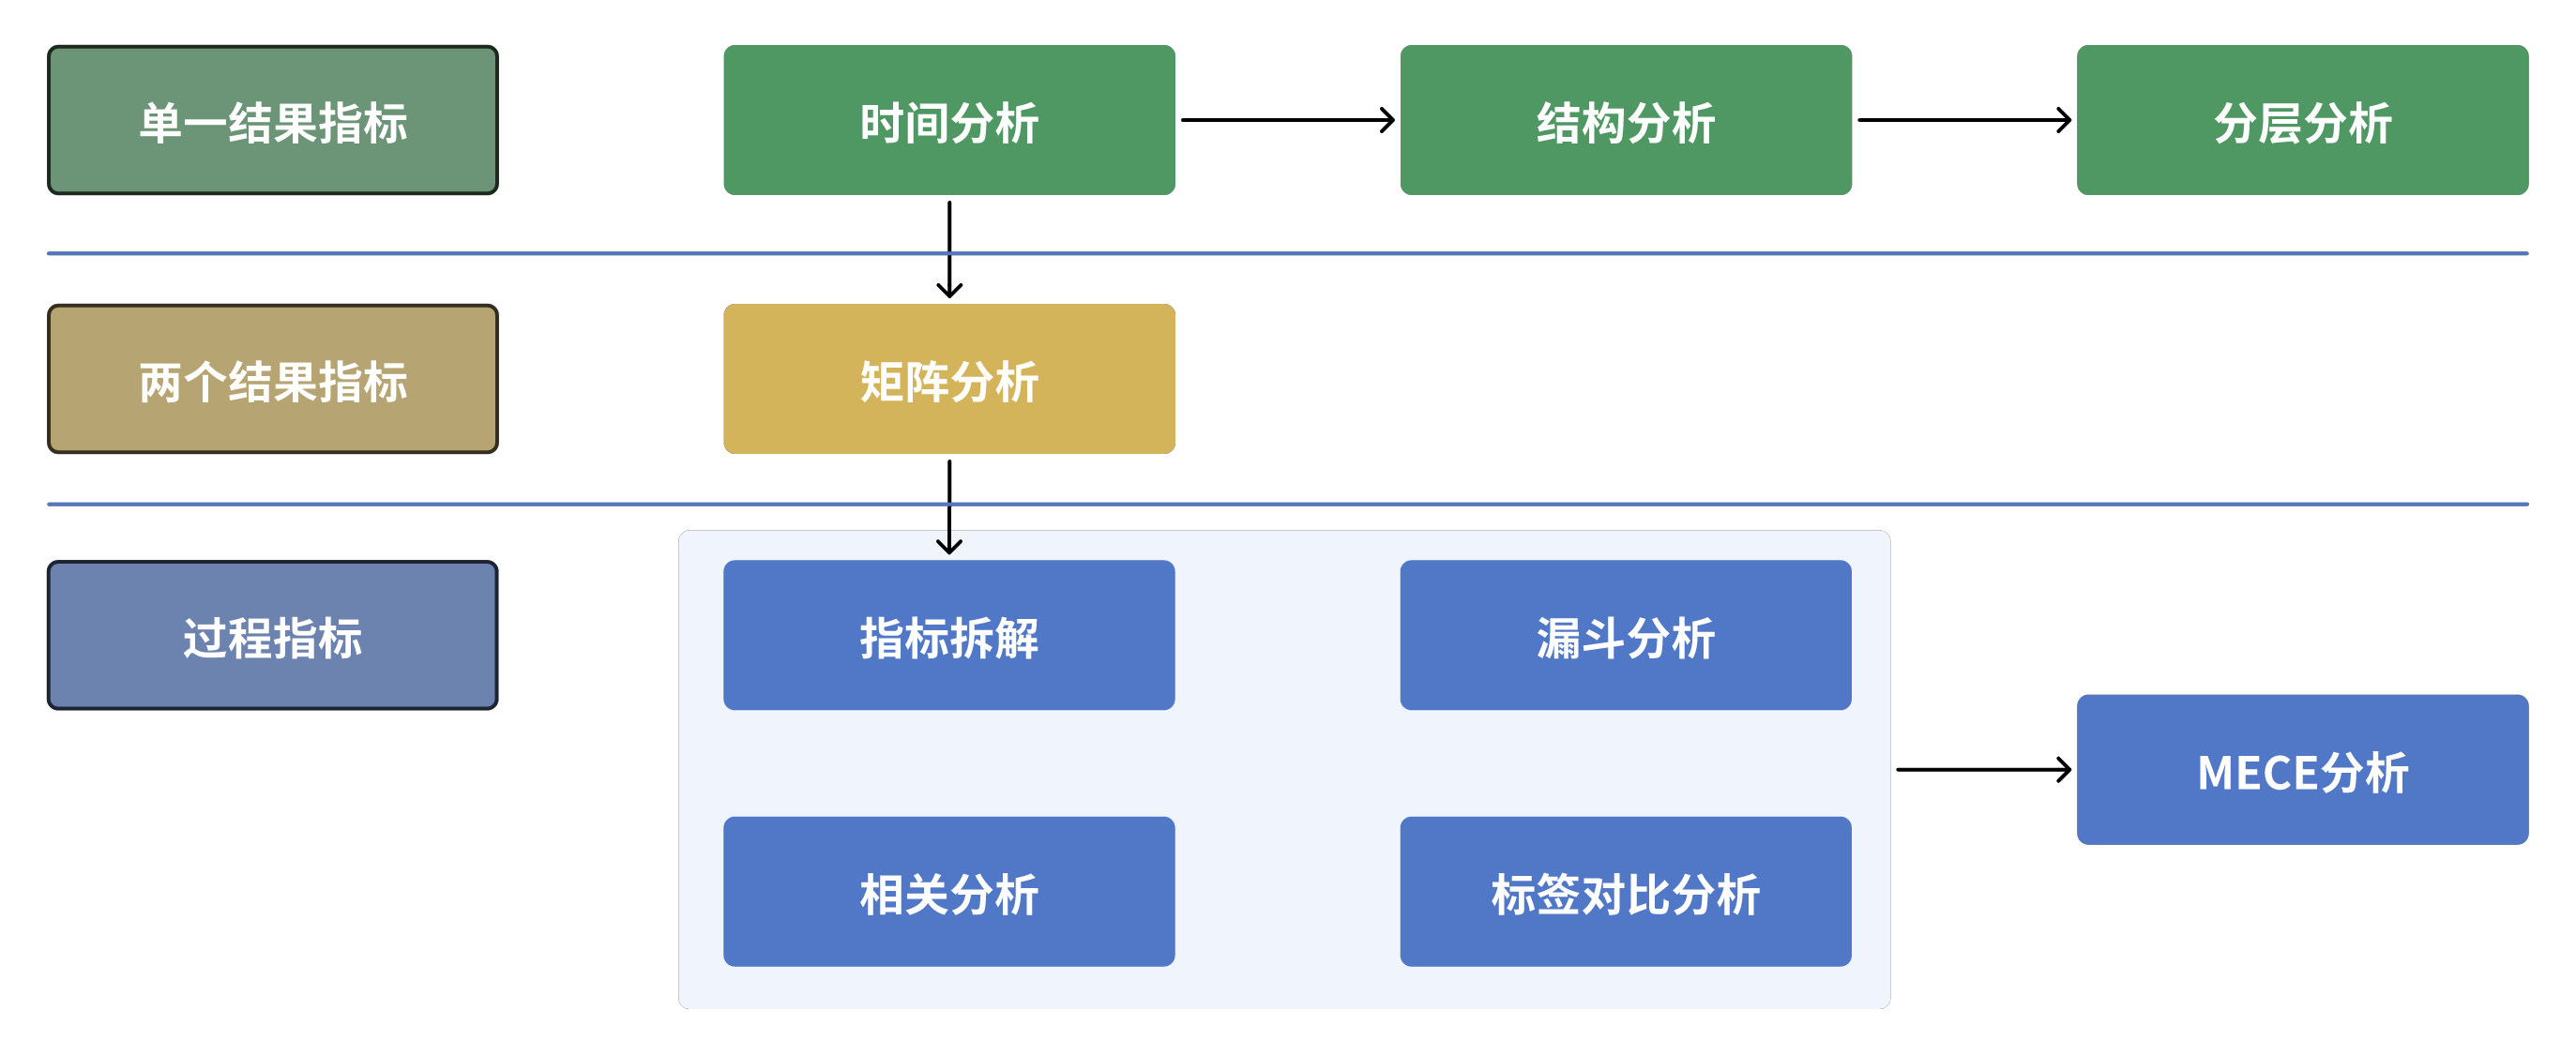 单一结果指标
时间分析
结构分析
分层分析
两个结果指标
矩阵分析
过程指标
指标拆解
漏斗分析
MECE分析
相关分析
标签对比分析